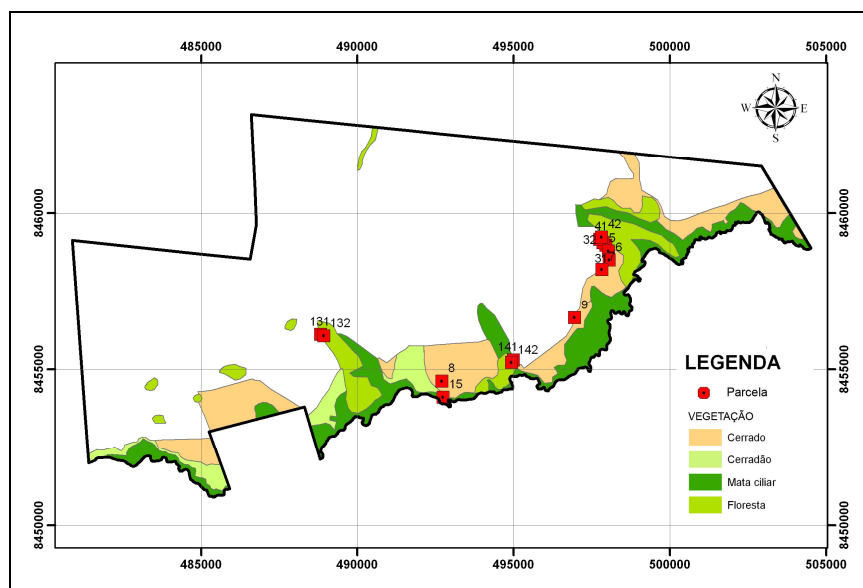 485000 490000 495000 500000 505000
N
W E
S
8460000 8460000
41 42
32 5
6
31
9
131 132
141 142
8
15
8455000 8455000
LEGENDA
Parcela
VEGETAÇÃO
Cerrado
Cerradão
Mata ciliar
Floresta
8450000 8450000
485000 490000 495000 500000 505000